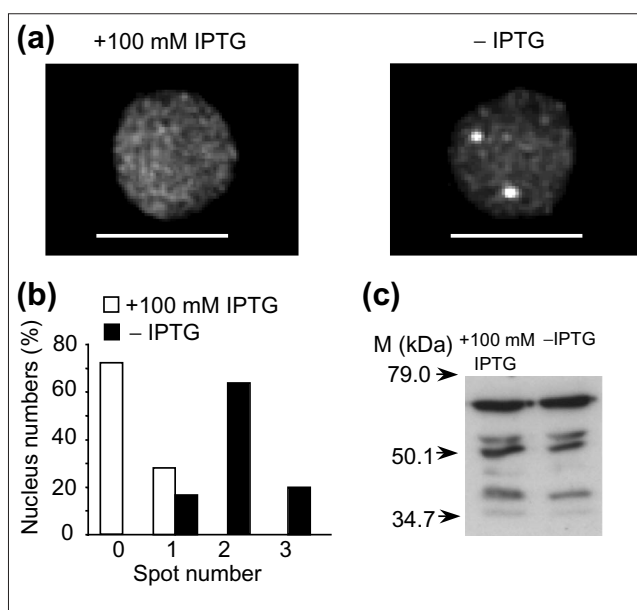 (a)
+100 mM IPTG
– IPTG
(b)
+100 mM IPTG
– IPTG
Nucleus numbers (%)
80
60
40
20
0
0 1 2 3
Spot number
(c)
M (kDa)
+100 mM IPTG
–IPTG
79.0
50.1
34.7